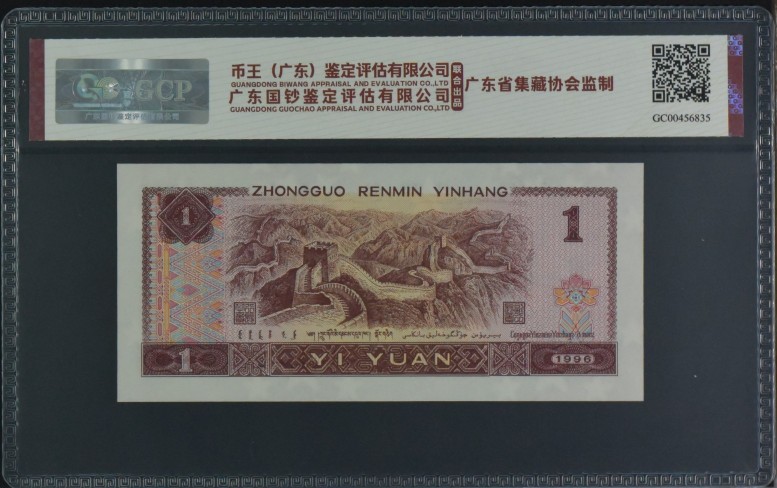 GCP
币王（广东）鉴定评估有限公司
GUANGDONG BIWANG APPRAISAL AND EVALUATION CO.,LTD
广东国钞鉴定评估有限公司
GUANGDONG GUOCHAO APPRAISAL AND EVALUATION CO.,LTD
联合出品
广东省集藏协会监制
GC00456835
ZHONGGUO RENMIN YINHANG
1
1
1
YI YUAN
1996